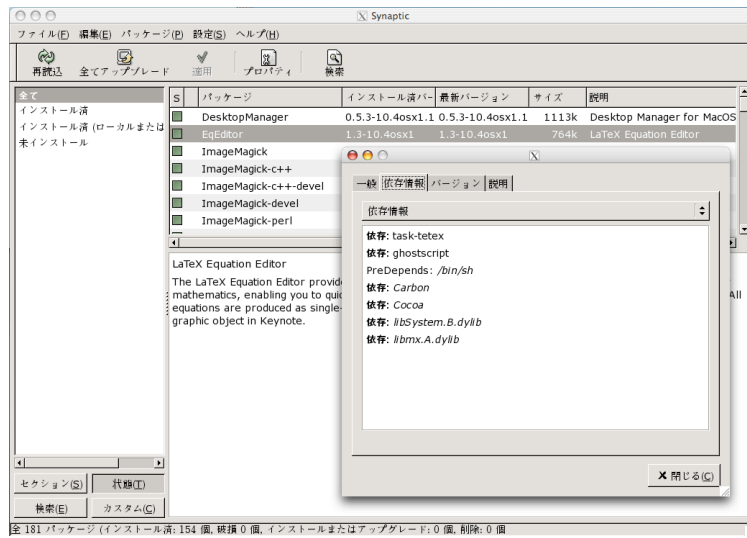 X Synaptic
ファイル(F) 編集(E) パッケージ(P) 設定(S) ヘルプ(H)
再読込 全てアップグレード 適用 プロパティ 検索
全て
インストール済
インストール済 (ローカルまたは
未インストール
S パッケージ インストール済バー 最新バージョン サイズ 説明
DesktopManager 0.5.3-10.4osx1.1 0.5.3-10.4osx1.1 1113k Desktop Manager for MacOS
EqEditor 1.3-10.4osx1 1.3-10.4osx1 764k LaTeX Equation Editor
ImageMagick
ImageMagick-c++
ImageMagick-c++-devel
ImageMagick-devel
ImageMagick-perl
LaTeX Equation Editor
The LaTeX Equation Editor provid
mathematics, enabling you to quic
All
equations are produced as single-
graphic object in Keynote.
X
一般 依存情報 バージョン 説明
依存情報
依存: task-tetex
依存: ghostscript
PreDepends: /bin/sh
依存: Carbon
依存: Cocoa
依存: libSystem.B.dylib
依存: libmx.A.dylib
閉じる(C)
セクション(S) 状態(T)
検索(E) カスタム(C)
全 181 パッケージ (インストール済: 154 個, 破損 0 個, インストールまたはアップグレード: 0 個, 削除: 0 個